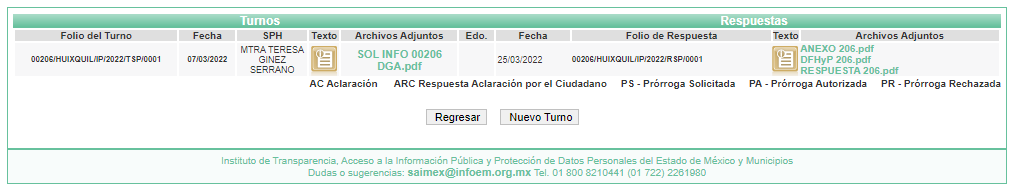 Turnos Respuestas
Folio del Turno Fecha SPH Texto Archivos Adjuntos Edo. Fecha Folio de Respuesta Texto Archivos Adjuntos
00206/HUIXQUIL/IP/2022/TSP/0001 07/03/2022 MTRA TERESA GINEZ SERRANO SOL INFO 00206 DGA.pdf 25/03/2022 00206/HUIXQUIL/IP/2022/RSP/0001 ANEXO 206.pdf
DFHyP 206.pdf
RESPUESTA 206.pdf
AC Aclaración ARC Respuesta Aclaración por el Ciudadano PS - Prórroga Solicitada PA - Prórroga Autorizada PR - Prórroga Rechazada
Regresar Nuevo Turno
Instituto de Transparencia, Acceso a la Información Pública y Protección de Datos Personales del Estado de México y Municipios
Dudas o sugerencias: saimex@infoem.org.mx Tel. 01 800 8210441 (01 722) 2261980